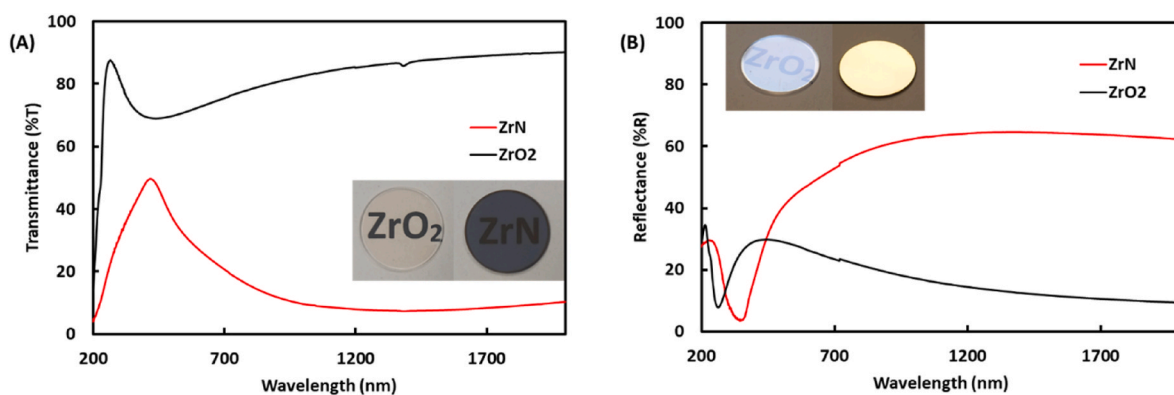 (A)
Transmittance (%T)
100
80
60
40
20
0
ZrN
ZrO2
ZrO₂ ZrN
200 700 1200 1700
Wavelength (nm)
(B)
Reflectance (%R)
100
80
60
40
20
0
ZrO₂
ZrN
ZrO2
200 700 1200 1700
Wavelength (nm)